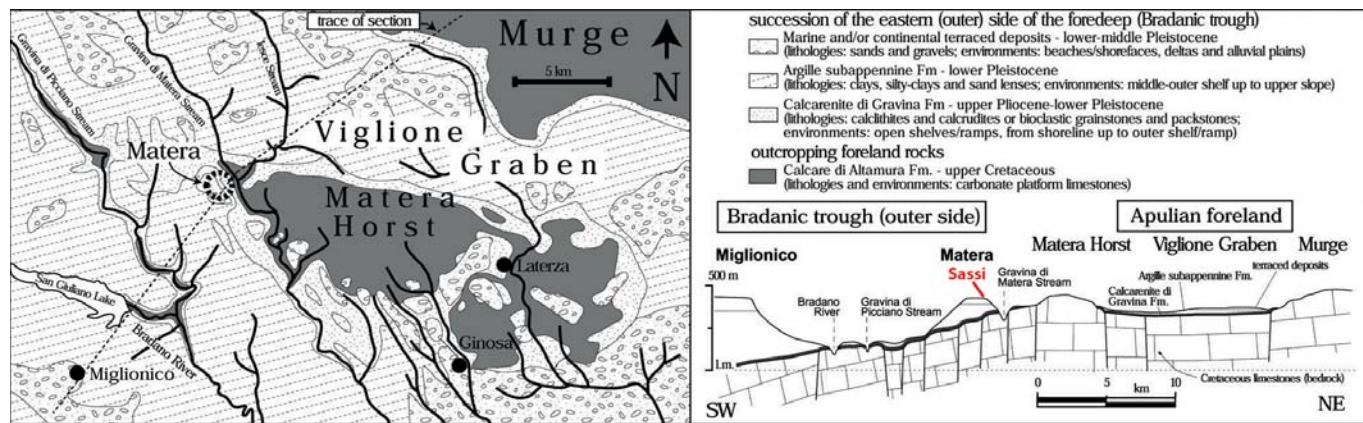 trace of section
Murge
5 km
N
Gravina di Picciano Stream
Gravina di Matera Stream
Jesce Stream
Viglione
Graben
Matera
Matera
Horst
Laterza
San Giuliano Lake
Bradano River
Ginosa
Miglionico
succession of the eastern (outer) side of the foredeep (Bradanic trough)
Marine and/or continental terraced deposits - lower-middle Pleistocene
(lithologies: sands and gravels; environments: beaches/shorefaces, deltas and alluvial plains)
Argille subappennine Fm - lower Pleistocene
(lithologies: clays, silty-clays and sand lenses; environments: middle-outer shelf up to upper slope)
Calcarenite di Gravina Fm - upper Pliocene-lower Pleistocene
(lithologies: calclithites and calcrudites or bioclastic grainstones and packstones;
environments: open shelves/ramps, from shoreline up to outer shelf/ramp)
outcropping foreland rocks
Calcare di Altamura Fm. - upper Cretaceous
(lithologies and environments: carbonate platform limestones)
Bradanic trough (outer side)
Apulian foreland
Miglionico
Matera
Matera Horst
Viglione Graben
Murge
500 m
Sassi
Gravina di
Matera Stream
Argille subappennine Fm.
terraced deposits
Bradano
River
Gravina di
Picciano Stream
Calcarenite di
Gravina Fm.
l.m.
Cretaceous limestones (bedrock)
0 5 10
km
SW
NE